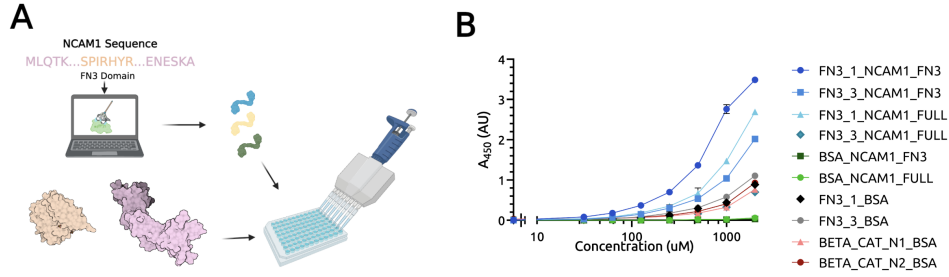 A
NCAM1 Sequence
MLQTK...SPIRHYR...ENESKA
FN3 Domain
B
A450 (AU)
4
3
2
1
0
10
100
1000
Concentration (uM)
FN3_1_NCAM1_FN3
FN3_3_NCAM1_FN3
FN3_1_NCAM1_FULL
FN3_3_NCAM1_FULL
BSA_NCAM1_FN3
BSA_NCAM1_FULL
FN3_1_BSA
FN3_3_BSA
BETA_CAT_N1_BSA
BETA_CAT_N2_BSA